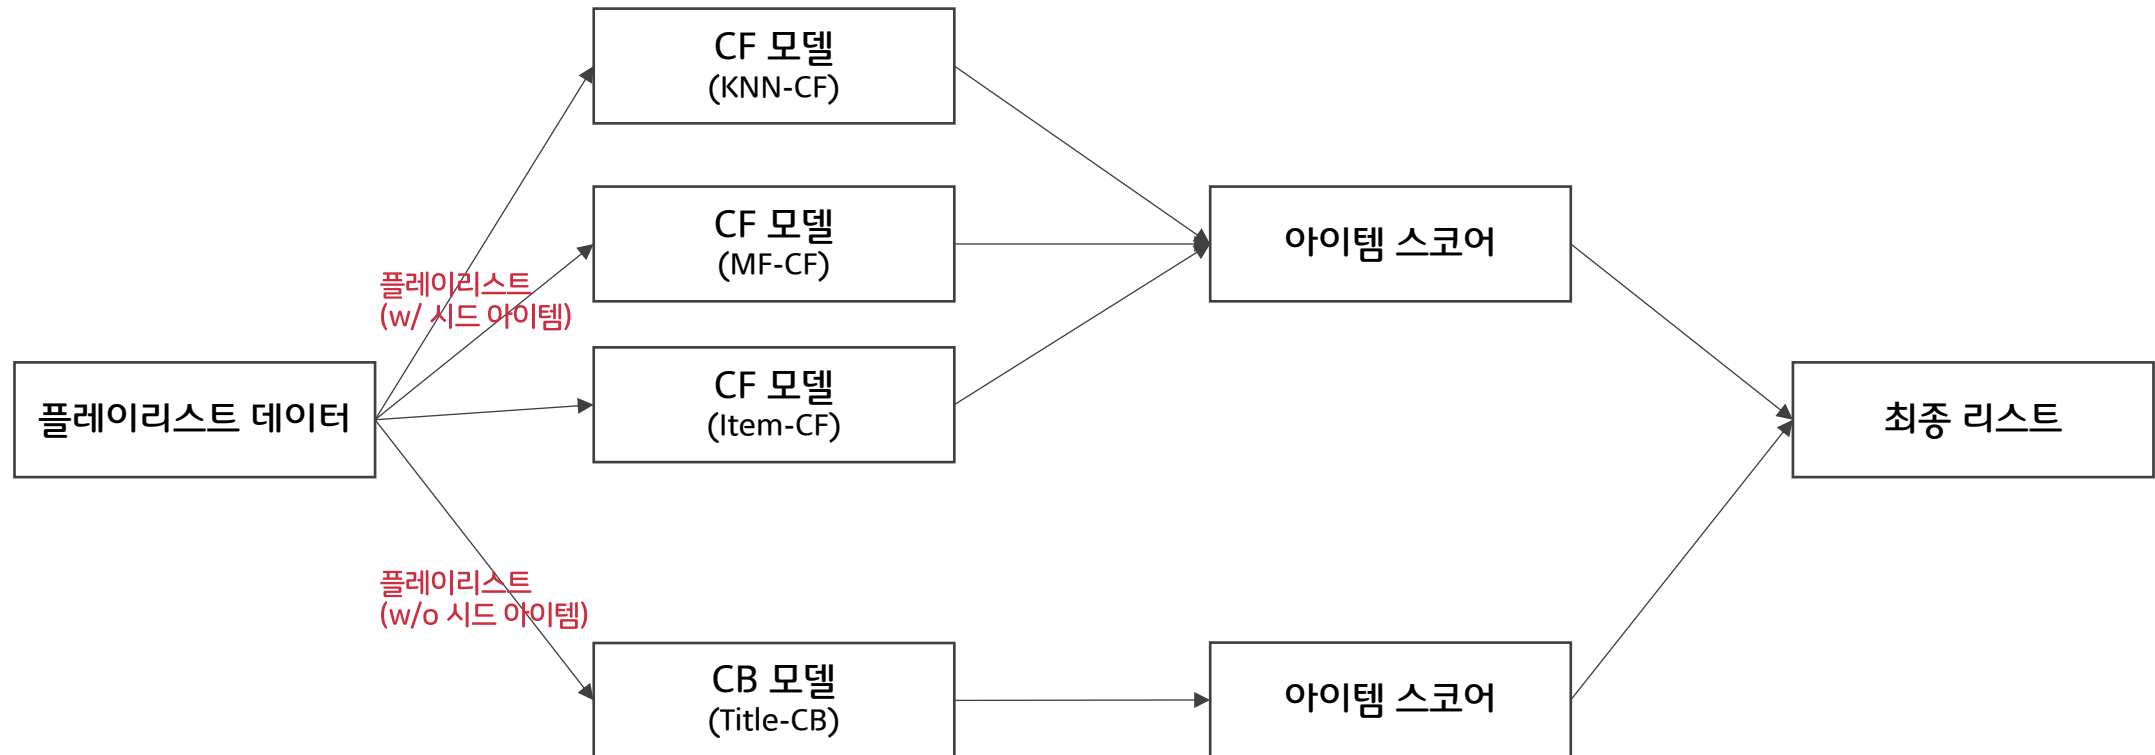 CF 모델
(KNN-CF)
CF 모델
(MF-CF)
아이템 스코어
플레이리스트
(w/ 시드 아이템)
CF 모델
(Item-CF)
플레이리스트 데이터
최종 리스트
플레이리스트
(w/o 시드 아이템)
CB 모델
(Title-CB)
아이템 스코어